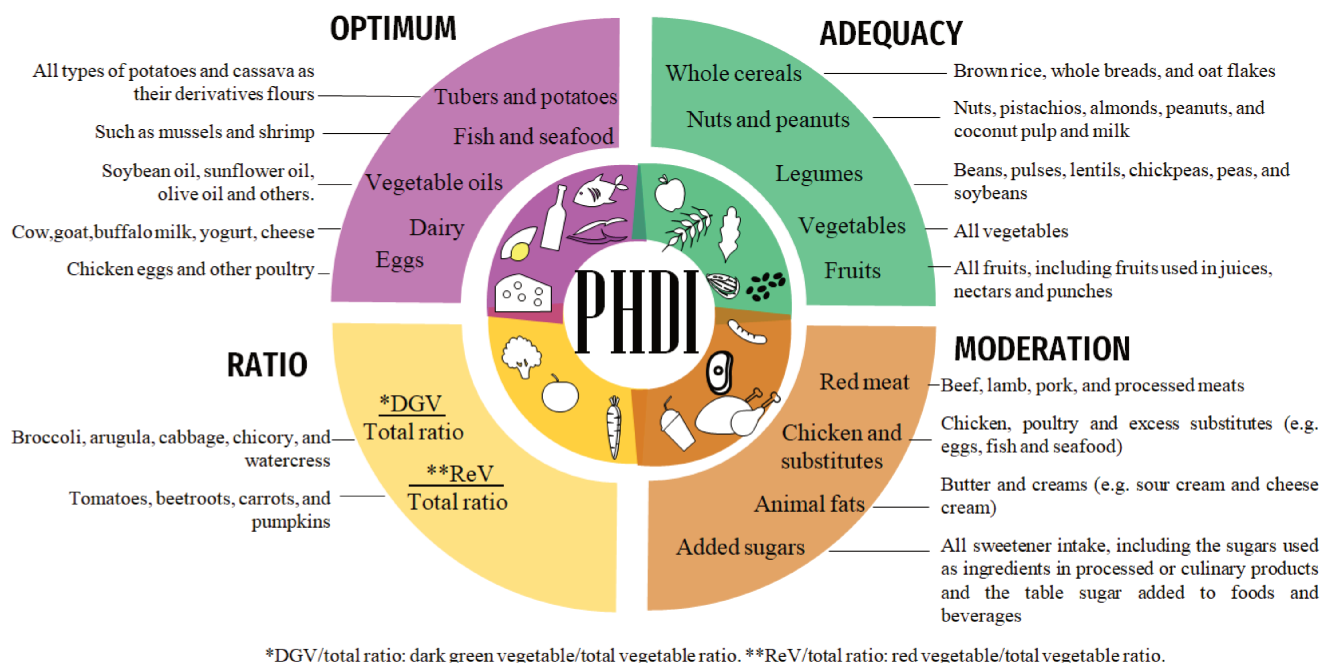 OPTIMUM
All types of potatoes and cassava as
their derivatives flours
Such as mussels and shrimp
Soybean oil, sunflower oil,
olive oil and others.
Cow,goat,buffalo milk, yogurt, cheese
Chicken eggs and other poultry
Tubers and potatoes
Fish and seafood
Vegetable oils
Dairy
Eggs
ADEQUACY
Whole cereals
Nuts and peanuts
Legumes
Vegetables
Fruits
Brown rice, whole breads, and oat flakes
Nuts, pistachios, almonds, peanuts, and
coconut pulp and milk
Beans, pulses, lentils, chickpeas, peas, and
soybeans
All vegetables
All fruits, including fruits used in juices,
nectars and punches
PHDI
RATIO
Broccoli, arugula, cabbage, chicory, and
watercress
Tomatoes, beetroots, carrots, and
pumpkins
*DGV
Total ratio
**ReV
Total ratio
MODERATION
Red meat
Chicken and
substitutes
Animal fats
Added sugars
Beef, lamb, pork, and processed meats
Chicken, poultry and excess substitutes (e.g.
eggs, fish and seafood)
Butter and creams (e.g. sour cream and cheese
cream)
All sweetener intake, including the sugars used
as ingredients in processed or culinary products
and the table sugar added to foods and
beverages
*DGV/total ratio: dark green vegetable/total vegetable ratio. **ReV/total ratio: red vegetable/total vegetable ratio.